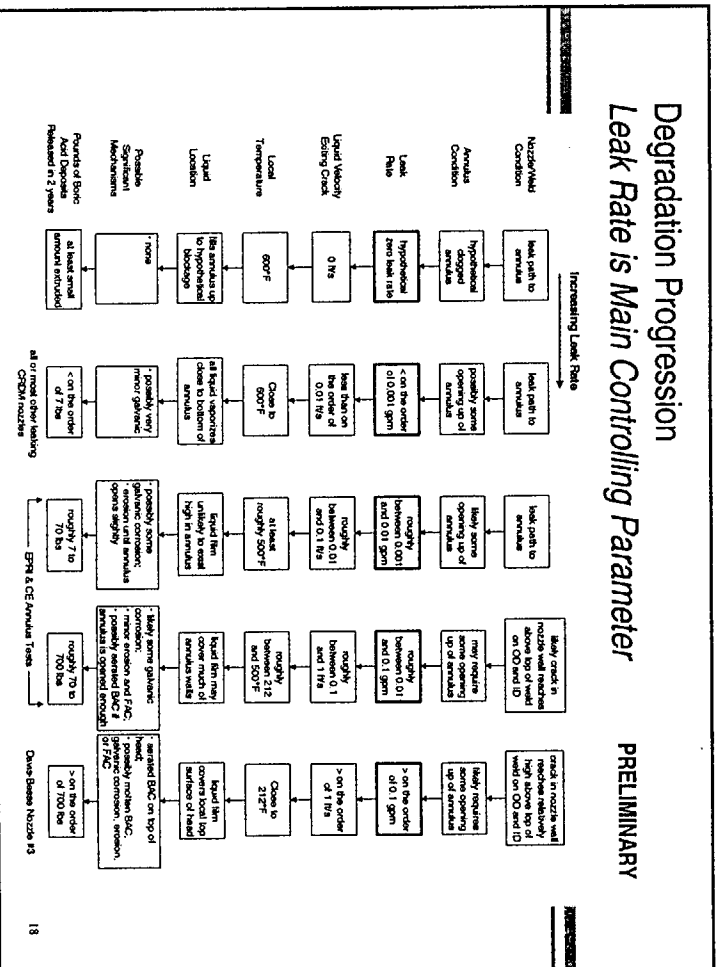 Degradation Progression
Leak Rate is Main Controlling Parameter
PRELIMINARY
Increasing Leak Rate
Nozzle/Weld
Condition
leak path to
annulus
leak path to
annulus
leak path to
annulus
likely crack in
nozzle wall reaches
above top of weld
on OD and ID
crack in nozzle wall
reaches relatively
high above top of
weld on OD and ID
Annulus
Condition
hypothetical
clogged
annulus
possibly some
opening up of
annulus
likely some
opening up of
annulus
may require
some opening
up of annulus
likely requires
some opening
up of annulus
Leak
Rate
hypothetical
zero leak rate
< on the order
of 0.001 gpm
roughly
between 0.001
and 0.01 gpm
roughly
between 0.01
and 0.1 gpm
> on the order
of 0.1 gpm
Liquid Velocity
Exiting Crack
0 ft/s
less than on
the order of
0.01 ft/s
roughly
between 0.01
and 0.1 ft/s
roughly
between 0.1
and 1 ft/s
> on the order
of 1 ft/s
Local
Temperature
600°F
Close to
600°F
at least
roughly 500°F
roughly
between 212
and 500°F
Close to
212°F
Liquid
Location
fills annulus up
to hypothetical
blockage
all liquid vaporizes
close to bottom of
annulus
liquid film
unlikely to exist
high in annulus
liquid film may
cover much of
annulus walls
liquid film
covers local top
surface of head
Possible
Significant
Mechanisms
• none
• possibly very
minor galvanic
• possibly some
galvanic corrosion;
• erosion until annulus
opens slightly
• likely some galvanic
corrosion;
• minor erosion and FAC;
• possibly aerated BAC if
annulus is opened enough
• aerated BAC on top of
head;
• possibly molten BAC,
galvanic corrosion, erosion,
or FAC
Pounds of Boric
Acid Deposits
Released in 2 years
at least small
amount extruded
< on the order
of 7 lbs
roughly 7 to
70 lbs
roughly 70 to
700 lbs
> on the order
of 700 lbs
all or most other leaking
CRDM nozzles
EPRI & CE Annulus Tests
Davis-Besse Nozzle #3
18